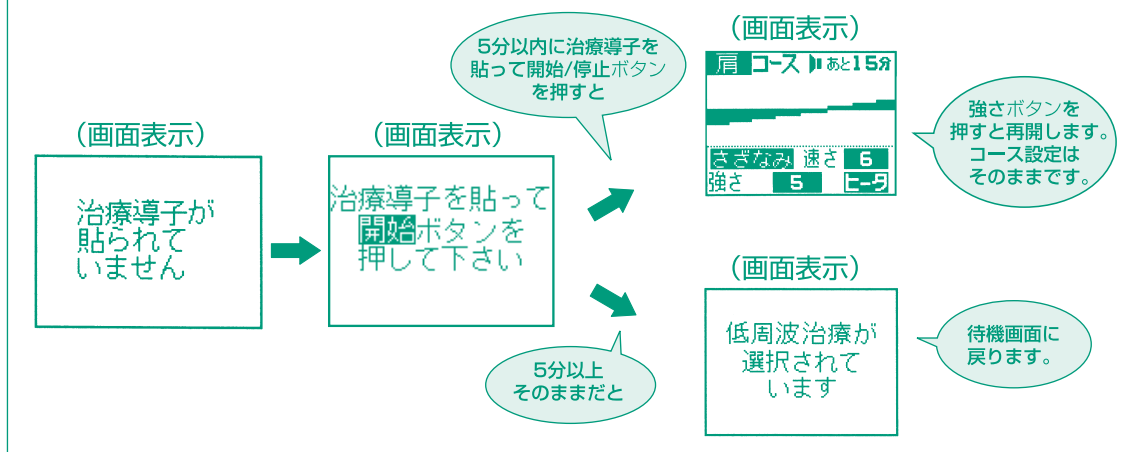 （画面表示）
治療導子が
貼られて
いません
（画面表示）
治療導子を貼って
開始ボタンを
押して下さい
5分以内に治療導子を
貼って開始/停止ボタン
を押すと
（画面表示）
肩 コース あと15分
さざなみ 速さ 6
強さ 5 ヒータ
強さボタンを
押すと再開します。
コース設定は
そのままです。
5分以上
そのままだと
（画面表示）
低周波治療が
選択されて
います
待機画面に
戻ります。